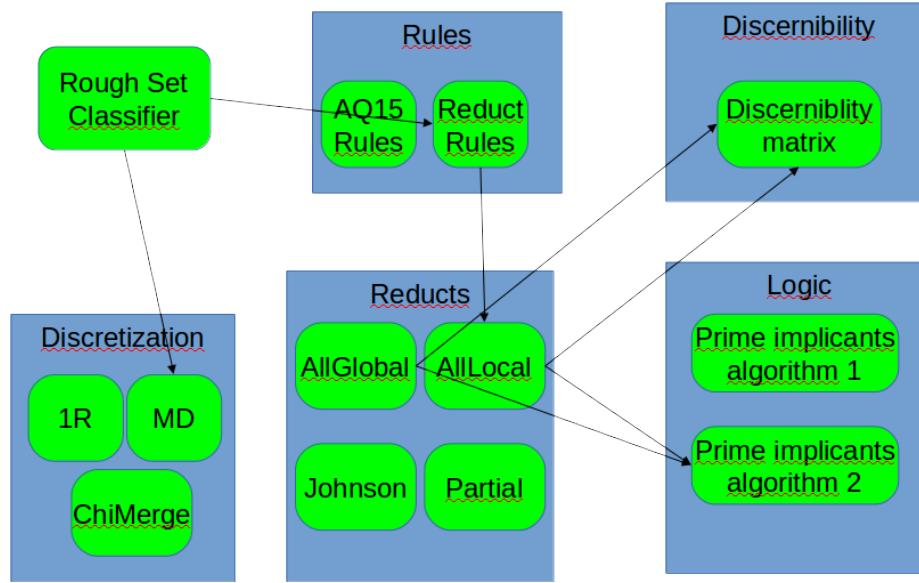 Rough Set
Classifier
Rules
AQ15
Rules
Reduct
Rules
Discernibility
Discerniblity
matrix
Discretization
1R
MD
ChiMerge
Reducts
AllGlobal
AllLocal
Johnson
Partial
Logic
Prime implicants
algorithm 1
Prime implicants
algorithm 2